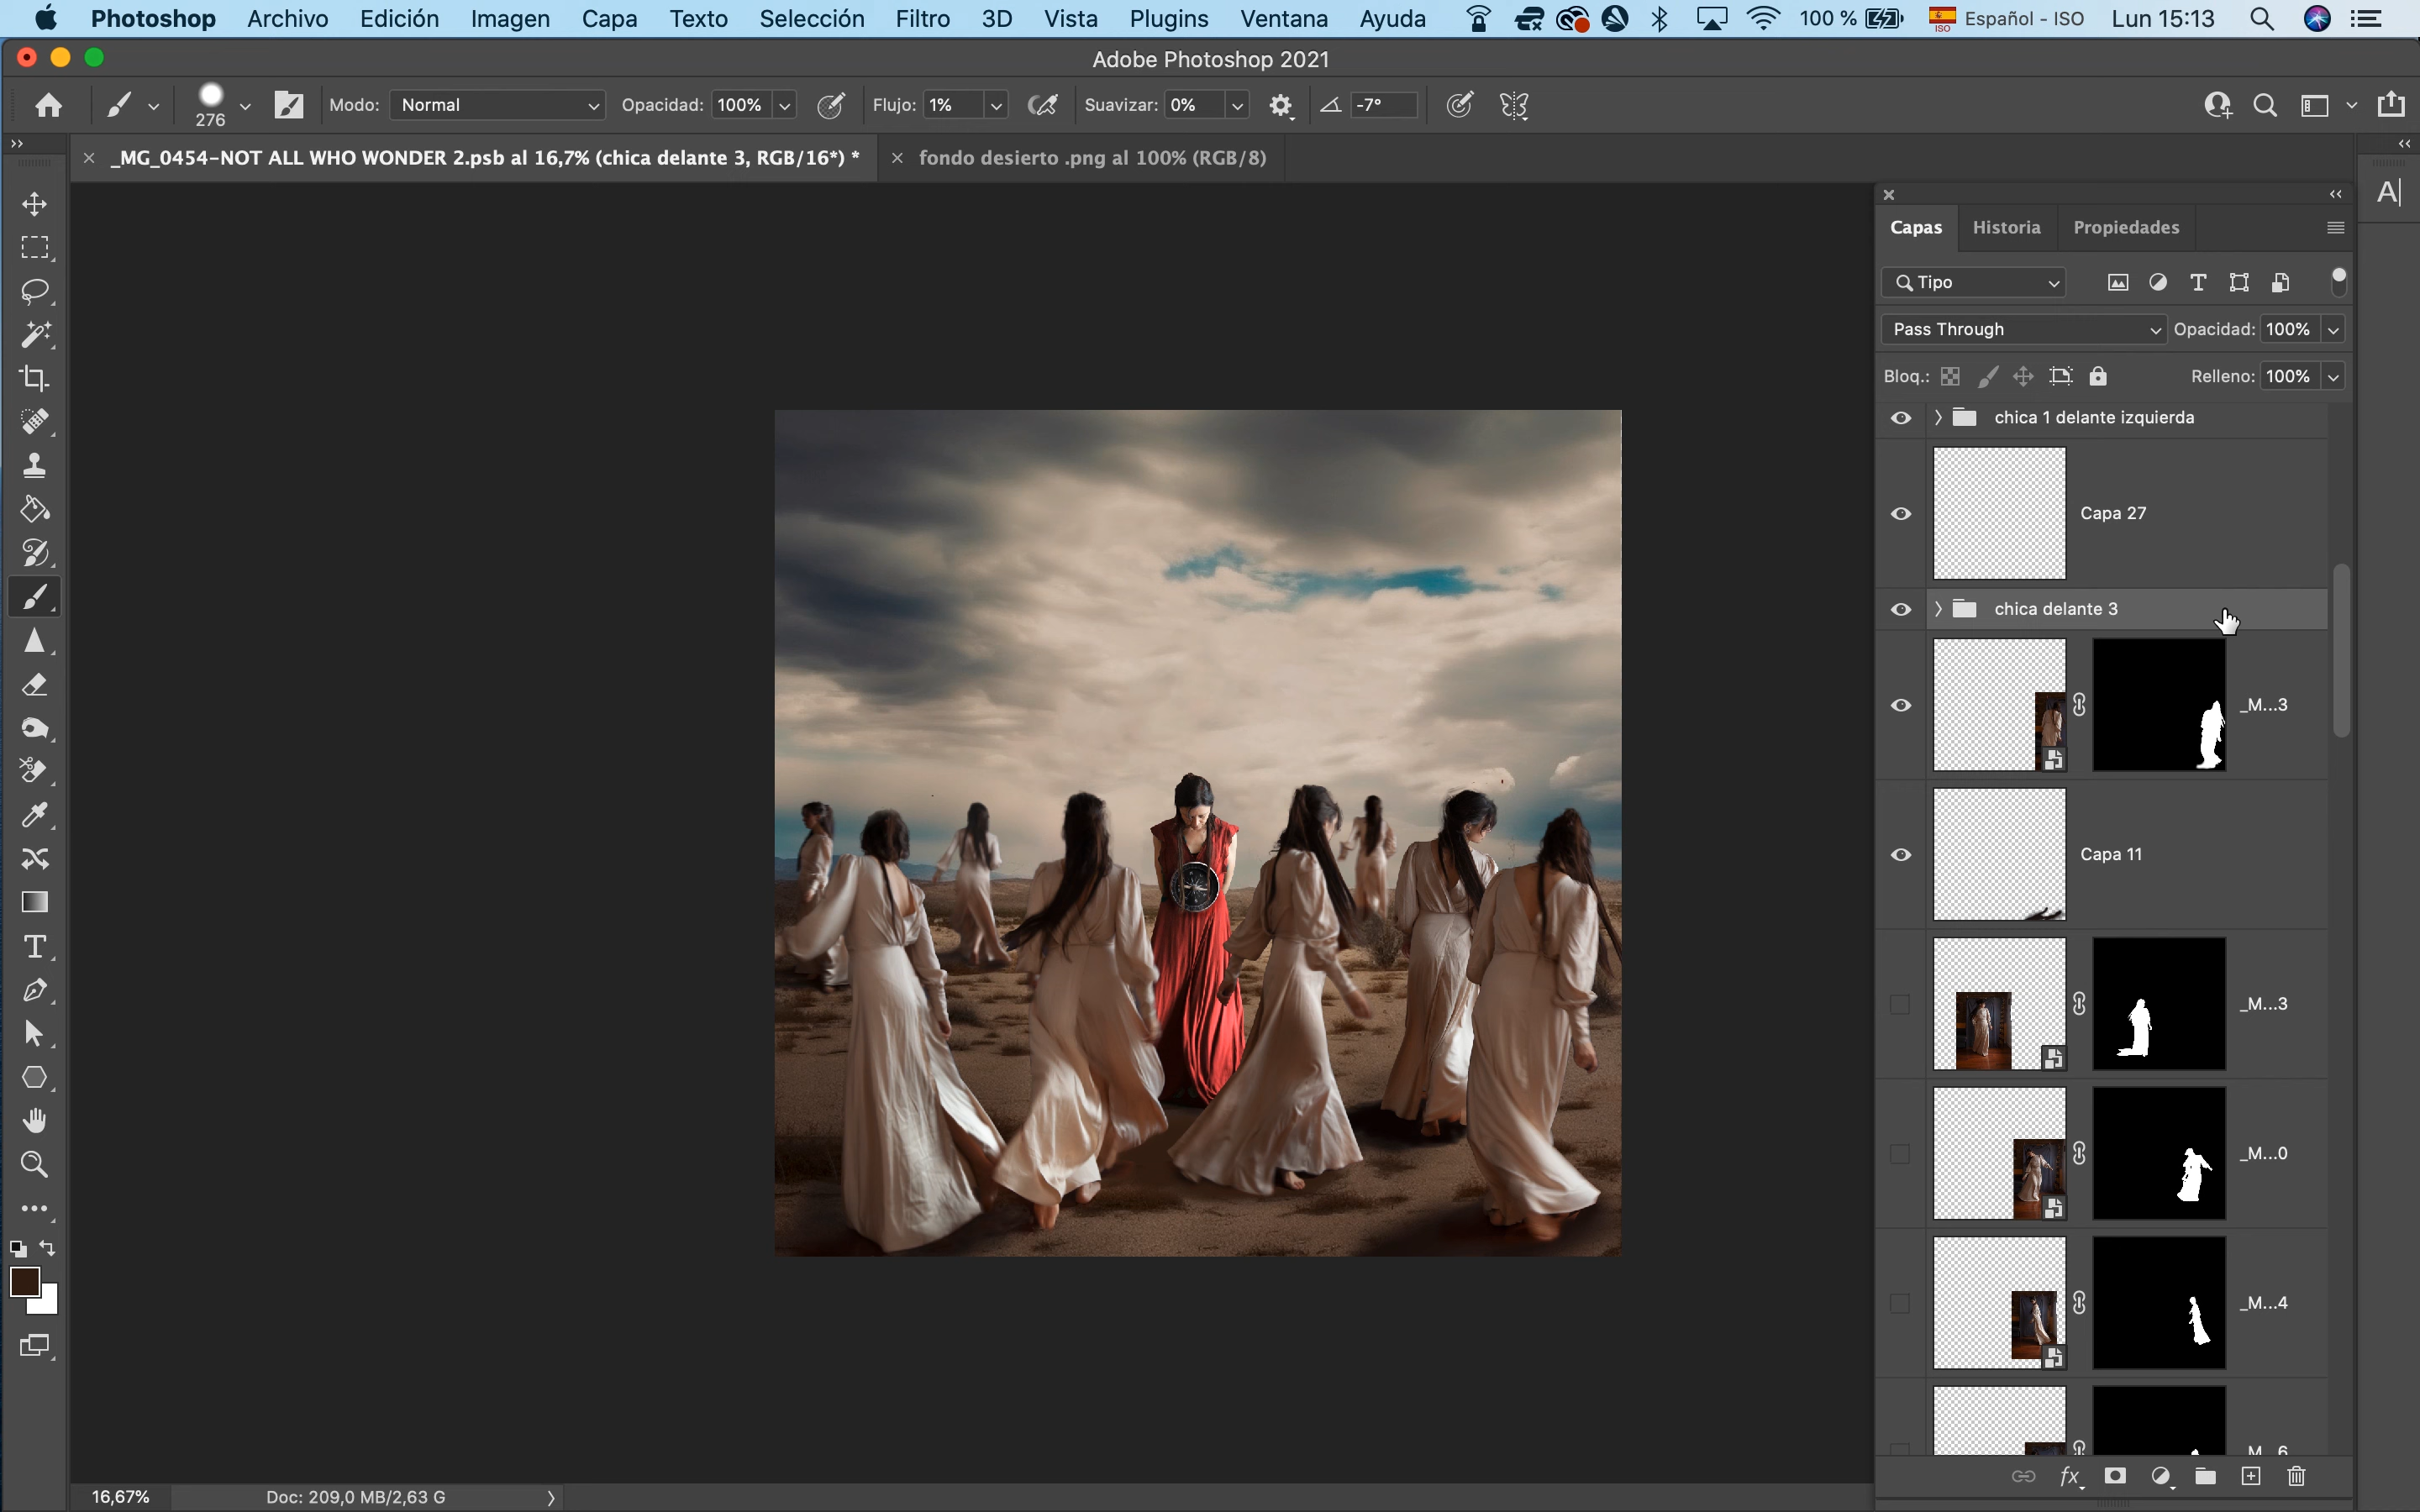 Photoshop Archivo Edición Imagen Capa Texto Selección Filtro 3D Vista Plugins Ventana Ayuda 100 % ISO Español - ISO Lun 15:13
Adobe Photoshop 2021
276 Modo: Normal Opacidad: 100% Flujo: 1% Suavizar: 0% -7°
_MG_0454-NOT ALL WHO WONDER 2.psb al 16,7% (chica delante 3, RGB/16*) * fondo desierto .png al 100% (RGB/8)
A
Capas Historia Propiedades
Tipo
Pass Through Opacidad: 100%
Bloq.: Relleno: 100%
chica 1 delante izquierda
Capa 27
chica delante 3
_M...3
Capa 11
_M...3
_M...0
_M...4
_M...6
fx
16,67% Doc: 209,0 MB/2,63 G